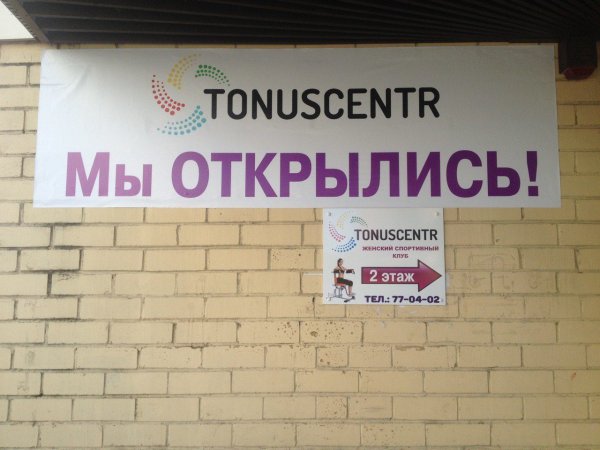 TONUSCENTR
Мы ОТКРЫЛИСЬ!
TONUSCENTR
ЖЕНСКИЙ СПОРТИВНЫЙ
КЛУБ
2 этаж
ТЕЛ.: 77-04-02